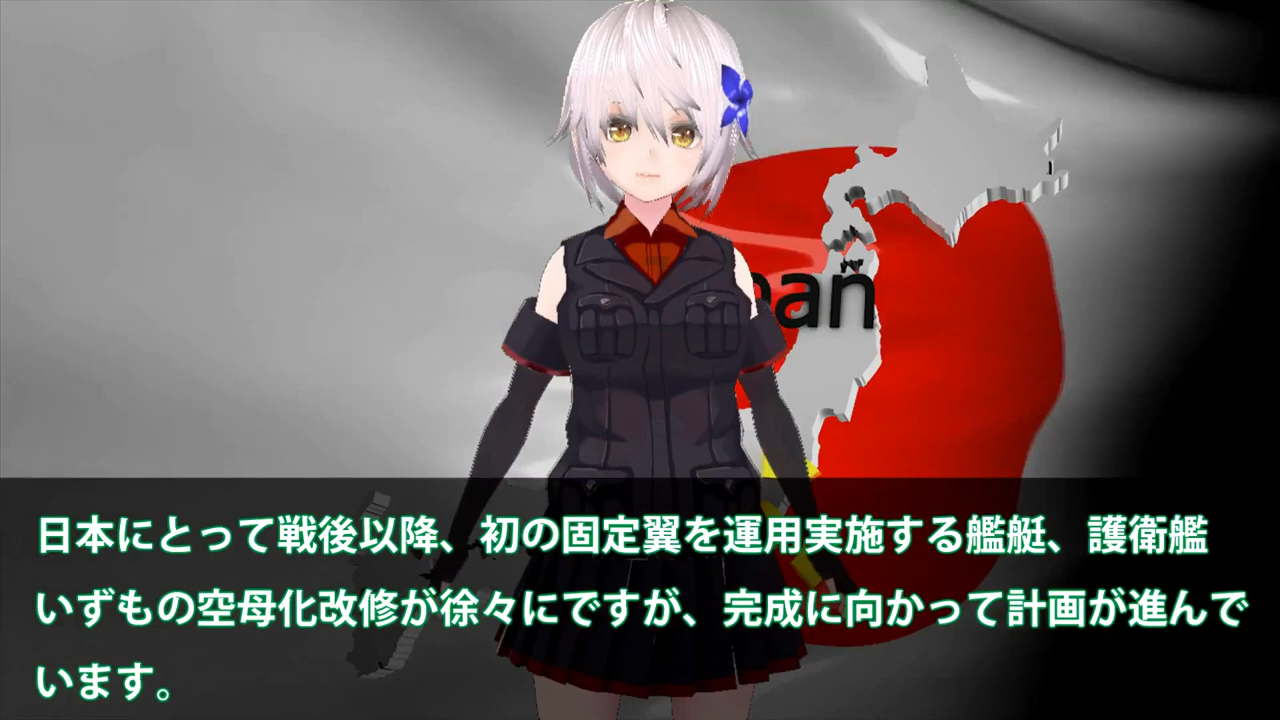 pan
日本にとって戦後以降、初の固定翼を運用実施する艦艇、護衛艦
いずもの空母化改修が徐々にですが、完成に向かって計画が進んで
います。